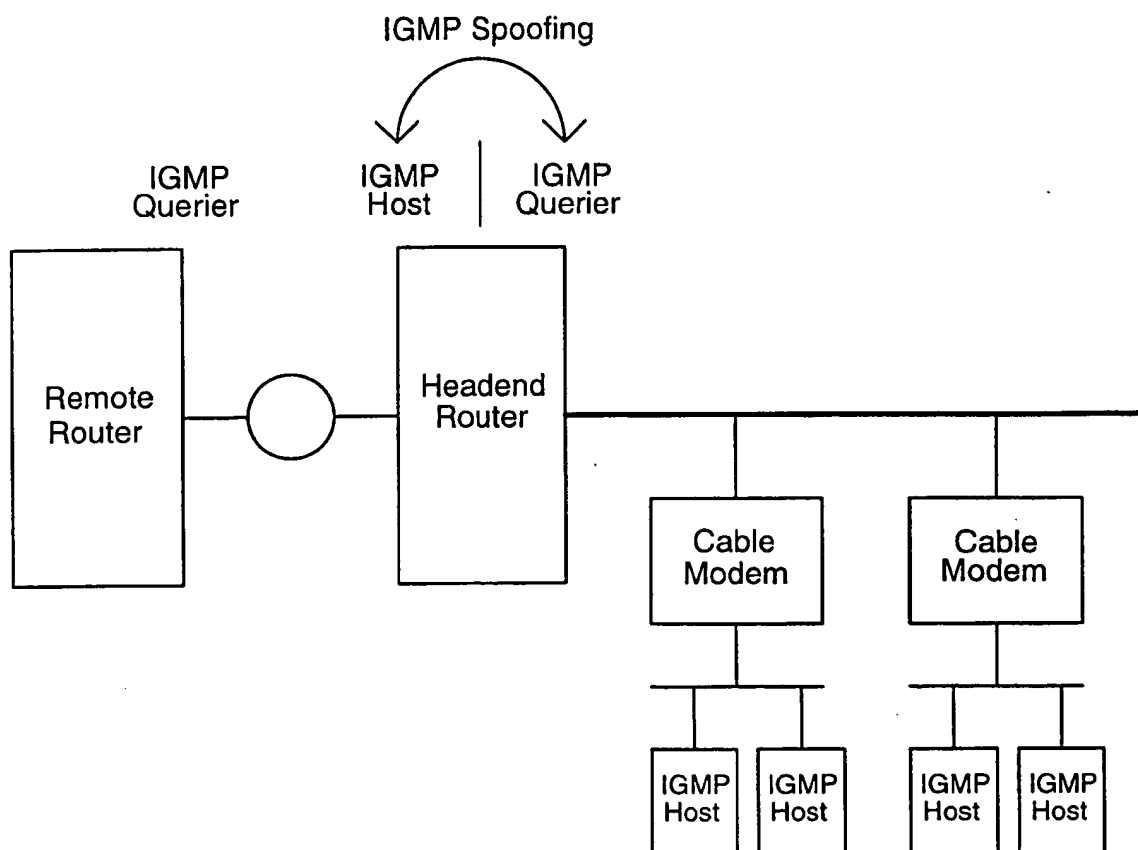 IGMP Spoofing
IGMP
Querier
IGMP
Host
IGMP
Querier
Remote
Router
Headend
Router
Cable
Modem
Cable
Modem
IGMP
Host
IGMP
Host
IGMP
Host
IGMP
Host